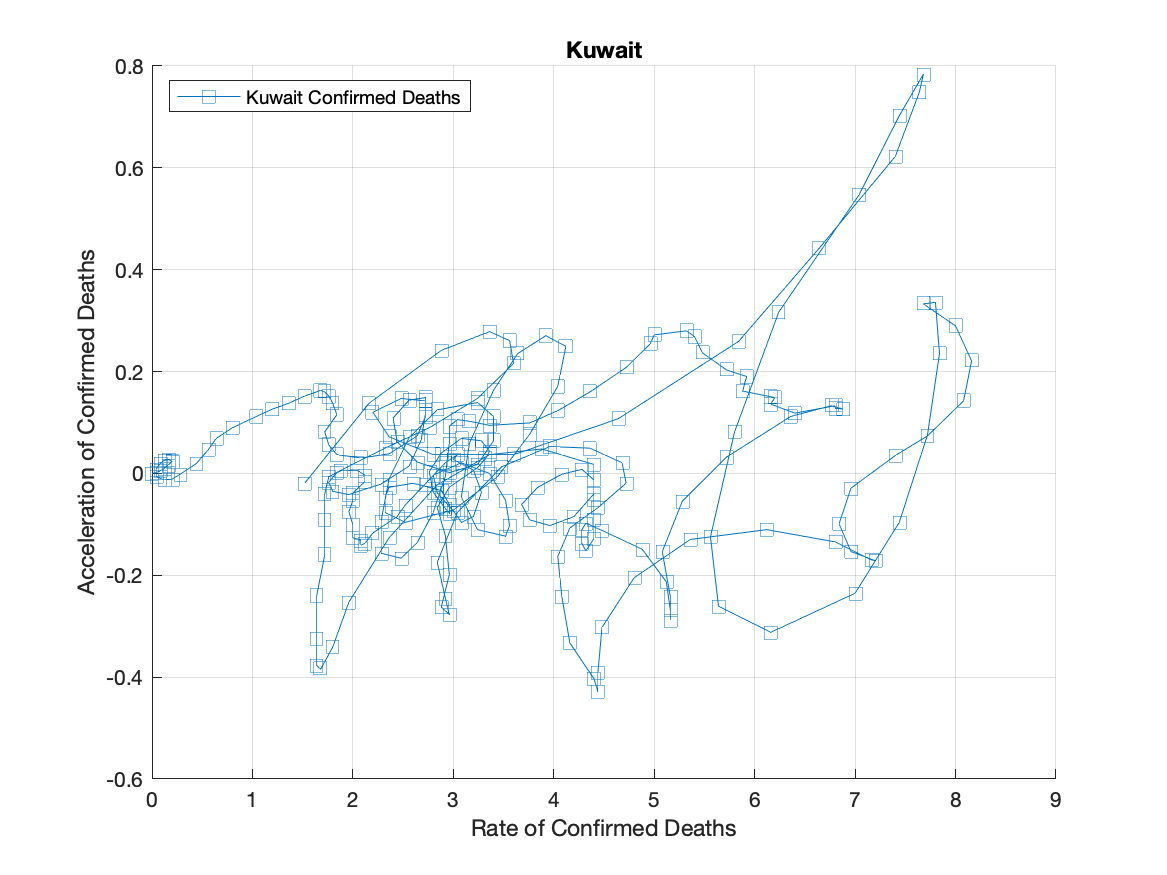 Kuwait
Kuwait Confirmed Deaths
0.8
0.6
0.4
0.2
0
-0.2
-0.4
-0.6
0 1 2 3 4 5 6 7 8 9
Acceleration of Confirmed Deaths
Rate of Confirmed Deaths